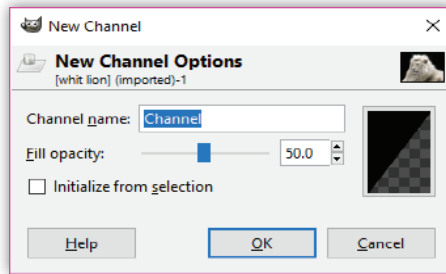 New Channel
New Channel Options
[whit lion] (imported)-1
Channel name: Channel
Fill opacity: 50.0
Initialize from selection
Help OK Cancel